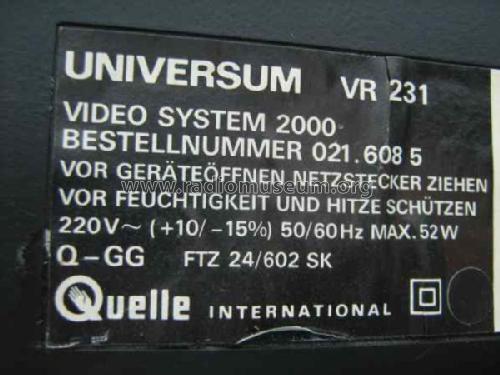 UNIVERSUM VR 231
VIDEO SYSTEM 2000
BESTELLNUMMER 021.608 5
VOR GERÄTEÖFFNEN NETZSTECKER ZIEHEN
www.radiomuseum.org
VOR FEUCHTIGKEIT UND HITZE SCHÜTZEN
220V~ (+10/-15%) 50/60Hz MAX. 52W
Q-GG FTZ 24/602 SK
Quelle INTERNATIONAL